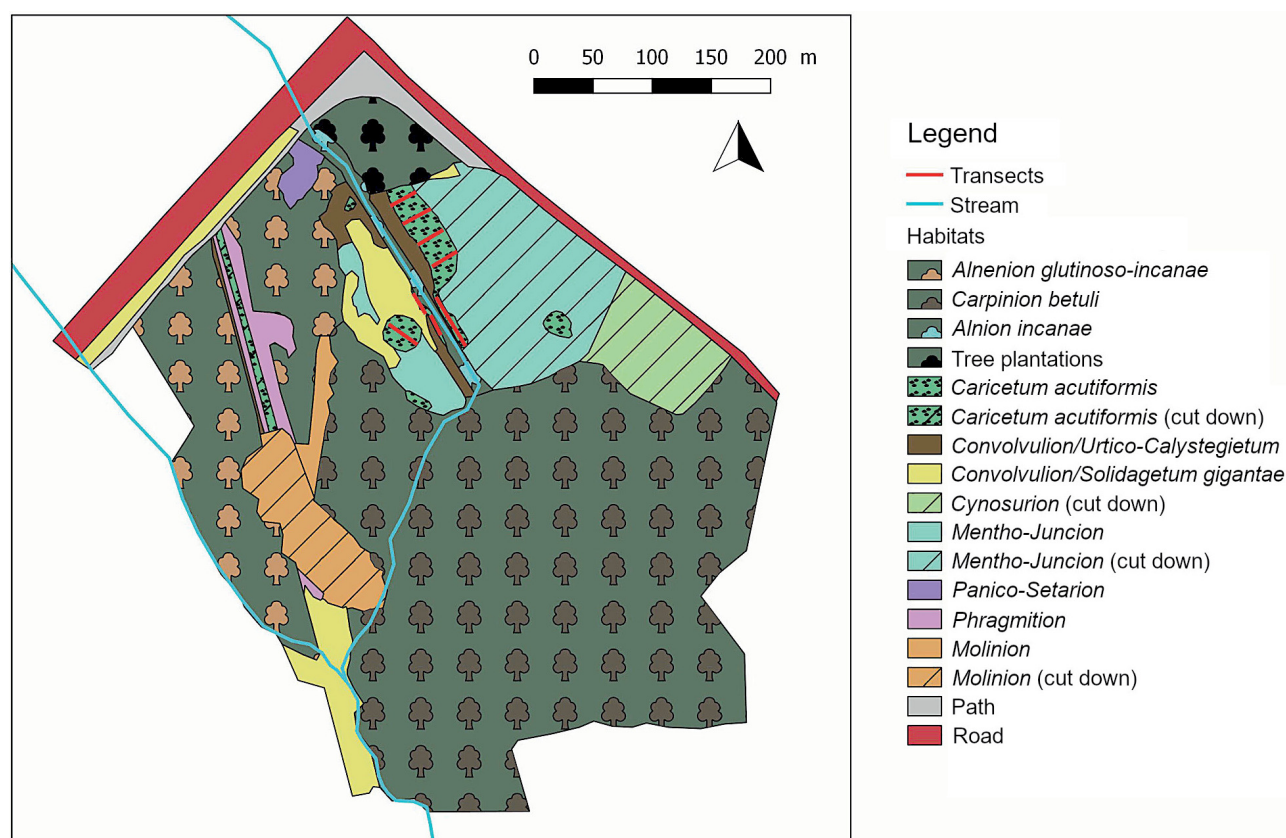 0 50 100 150 200 m
Legend
Transects
Stream
Habitats
Alnenion glutinoso-incanae
Carpinion betuli
Alnion incanae
Tree plantations
Caricetum acutiformis
Caricetum acutiformis (cut down)
Convolvulion/Urtico-Calystegietum
Convolvulion/Solidagetum gigantae
Cynosurion (cut down)
Mentho-Juncion
Mentho-Juncion (cut down)
Panico-Setarion
Phragmition
Molinion
Molinion (cut down)
Path
Road